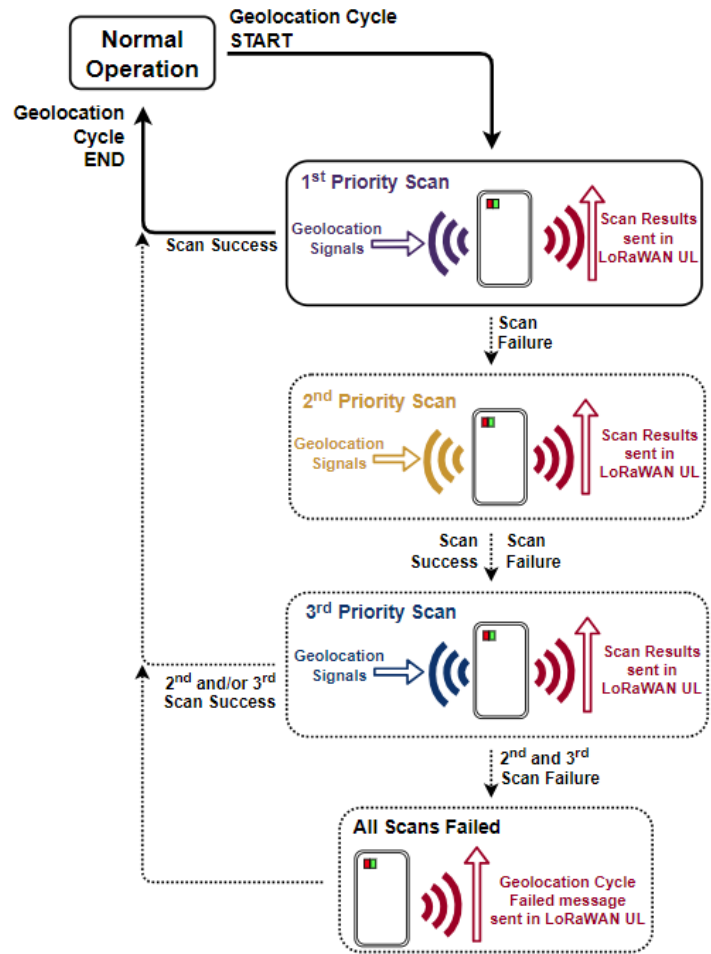 Normal
Operation
Geolocation Cycle
START
Geolocation
Cycle
END
1st Priority Scan
Geolocation
Signals
Scan Results
sent in
LoRaWAN UL
Scan Success
Scan
Failure
2nd Priority Scan
Geolocation
Signals
Scan Results
sent in
LoRaWAN UL
Scan
Success
Scan
Failure
3rd Priority Scan
Geolocation
Signals
Scan Results
sent in
LoRaWAN UL
2nd and/or 3rd
Scan Success
2nd and 3rd
Scan Failure
All Scans Failed
Geolocation Cycle
Failed message
sent in LoRaWAN UL